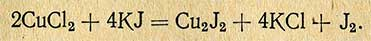 2CuCl₂ + 4KJ = Cu₂J₂ + 4KCl + J₂.